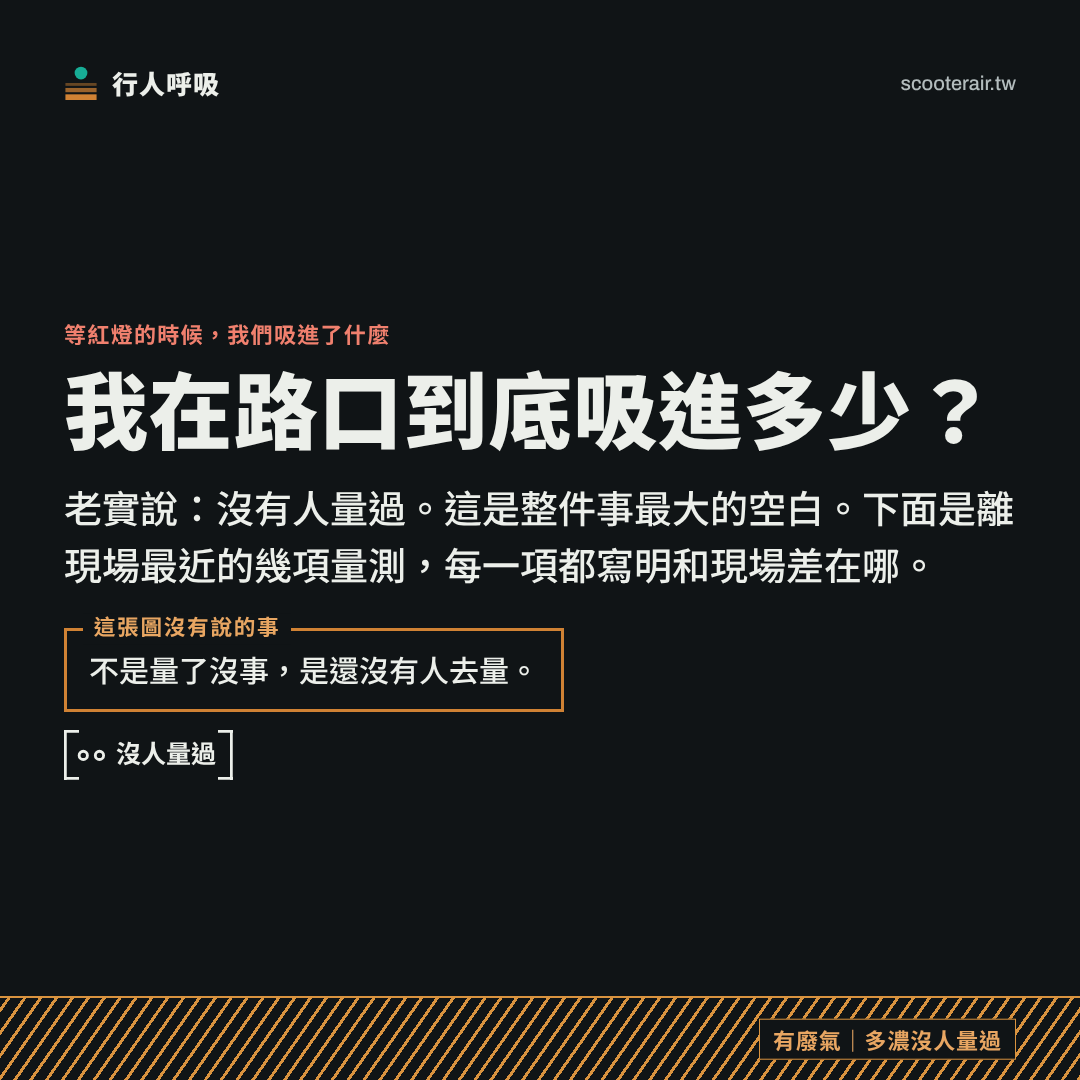 行人呼吸
scooterair.tw
等紅燈的時候，我們吸進了什麼
我在路口到底吸進多少？
老實說：沒有人量過。這是整件事最大的空白。下面是離
現場最近的幾項量測，每一項都寫明和現場差在哪。
這張圖沒有說的事
不是量了沒事，是還沒有人去量。
沒人量過
有廢氣｜多濃沒人量過